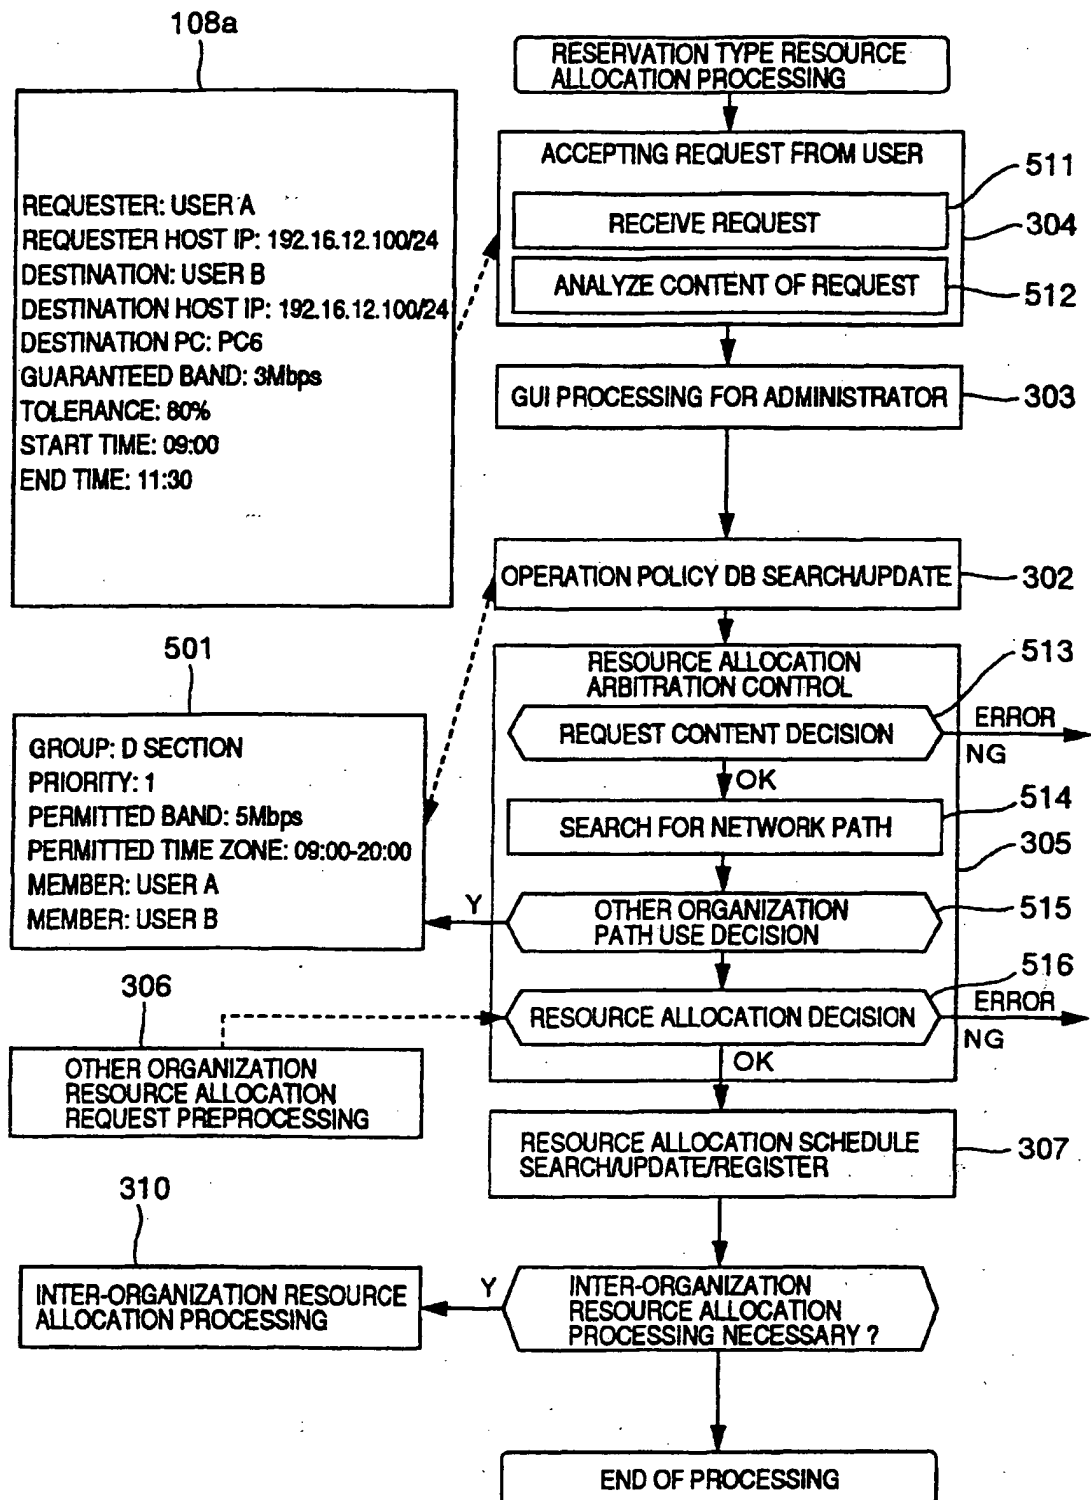 108a
RESERVATION TYPE RESOURCE
ALLOCATION PROCESSING
REQUESTER: USER A
REQUESTER HOST IP: 192.16.12.100/24
DESTINATION: USER B
DESTINATION HOST IP: 192.16.12.100/24
DESTINATION PC: PC6
GUARANTEED BAND: 3Mbps
TOLERANCE: 80%
START TIME: 09:00
END TIME: 11:30
ACCEPTING REQUEST FROM USER
511
RECEIVE REQUEST
304
ANALYZE CONTENT OF REQUEST
512
GUI PROCESSING FOR ADMINISTRATOR
303
OPERATION POLICY DB SEARCH/UPDATE
302
501
GROUP: D SECTION
PRIORITY: 1
PERMITTED BAND: 5Mbps
PERMITTED TIME ZONE: 09:00-20:00
MEMBER: USER A
MEMBER: USER B
RESOURCE ALLOCATION
ARBITRATION CONTROL
513
REQUEST CONTENT DECISION
ERROR
NG
OK
514
SEARCH FOR NETWORK PATH
305
Y
OTHER ORGANIZATION
PATH USE DECISION
515
516
306
RESOURCE ALLOCATION DECISION
ERROR
NG
OK
OTHER ORGANIZATION
RESOURCE ALLOCATION
REQUEST PREPROCESSING
RESOURCE ALLOCATION SCHEDULE
SEARCH/UPDATE/REGISTER
307
310
INTER-ORGANIZATION RESOURCE
ALLOCATION PROCESSING
Y
INTER-ORGANIZATION
RESOURCE ALLOCATION
PROCESSING NECESSARY ?
END OF PROCESSING